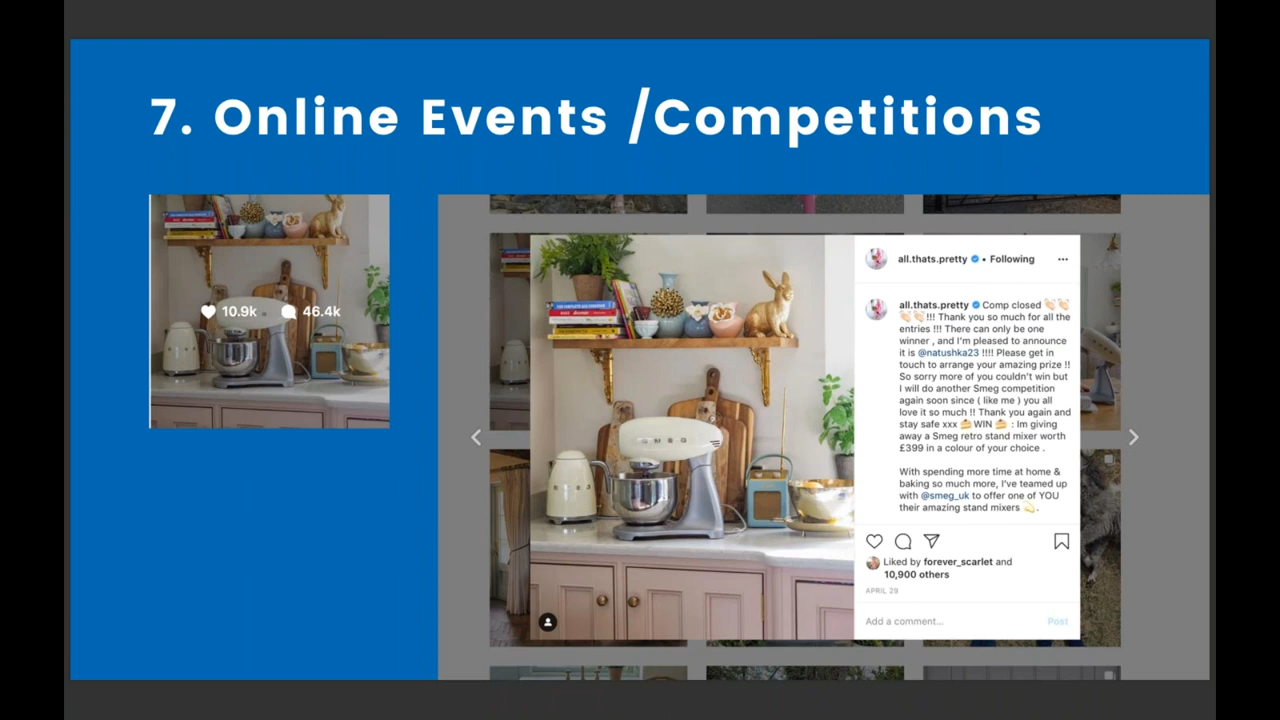 7. Online Events /Competitions
10.9k
46.4k
SMEG
all.thats.pretty • Following
...
all.thats.pretty Comp closed 👏🏻👏🏻
👏🏻👏🏻👏🏻 !!! Thank you so much for all the
entries !!! There can only be one
winner , and I'm pleased to announce
it is @natushka23 !!!! Please get in
touch to arrange your amazing prize !!
So sorry more of you couldn't win but
I will do another Smeg competition
again soon since ( like me ) you all
love it so much !! Thank you again and
stay safe xxx 🍰 WIN 🍰 : Im giving
away a Smeg retro stand mixer worth
£399 in a colour of your choice .
With spending more time at home &
baking so much more, I've teamed up
with @smeg_uk to offer one of YOU
their amazing stand mixers 💫.
Liked by forever_scarlet and
10,900 others
APRIL 29
Add a comment...
Post